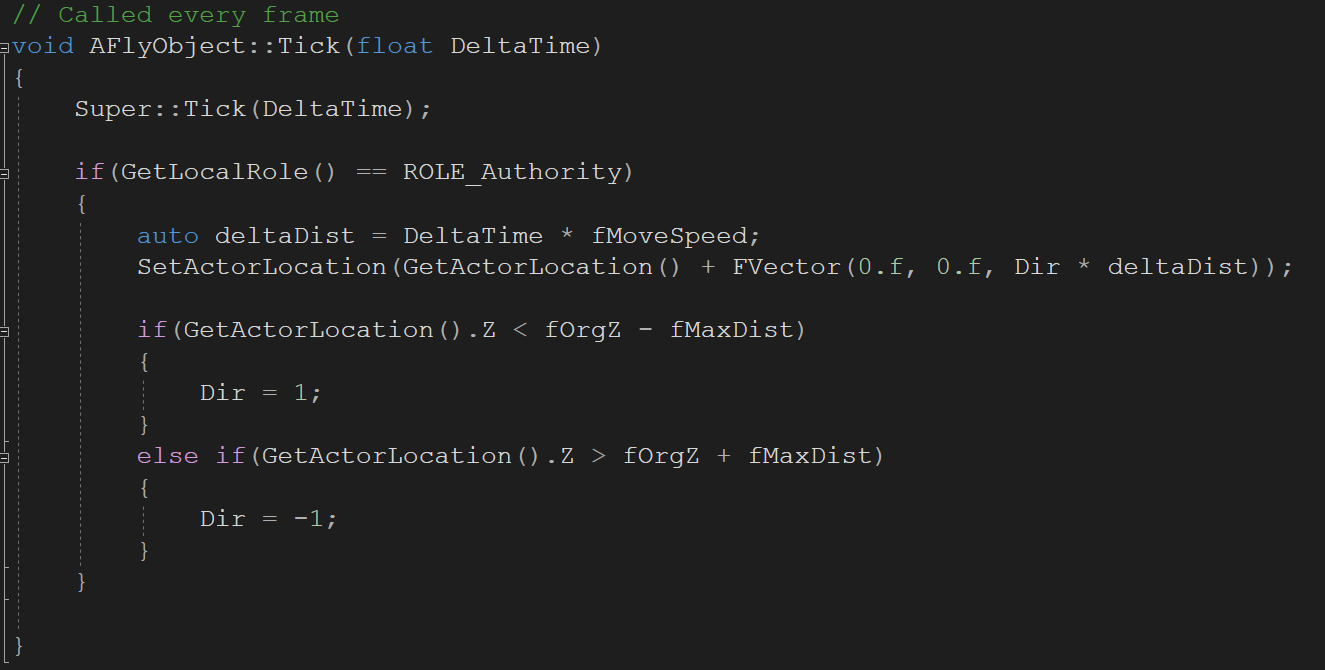 // Called every frame
void AFlyObject::Tick(float DeltaTime)
{
    Super::Tick(DeltaTime);

    if(GetLocalRole() == ROLE_Authority)
    {
        auto deltaDist = DeltaTime * fMoveSpeed;
        SetActorLocation(GetActorLocation() + FVector(0.f, 0.f, Dir * deltaDist));

        if(GetActorLocation().Z < fOrgZ - fMaxDist)
        {
            Dir = 1;
        }
        else if(GetActorLocation().Z > fOrgZ + fMaxDist)
        {
            Dir = -1;
        }
    }

}